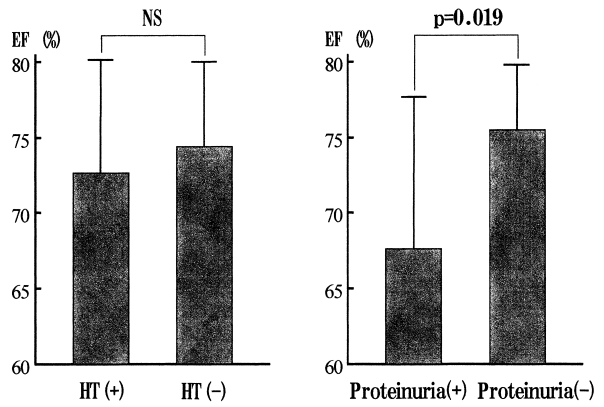 NS
EF (%)
80
75
70
65
60
HT (+) HT (−)
p=0.019
EF (%)
80
75
70
65
60
Proteinuria(+) Proteinuria(−)